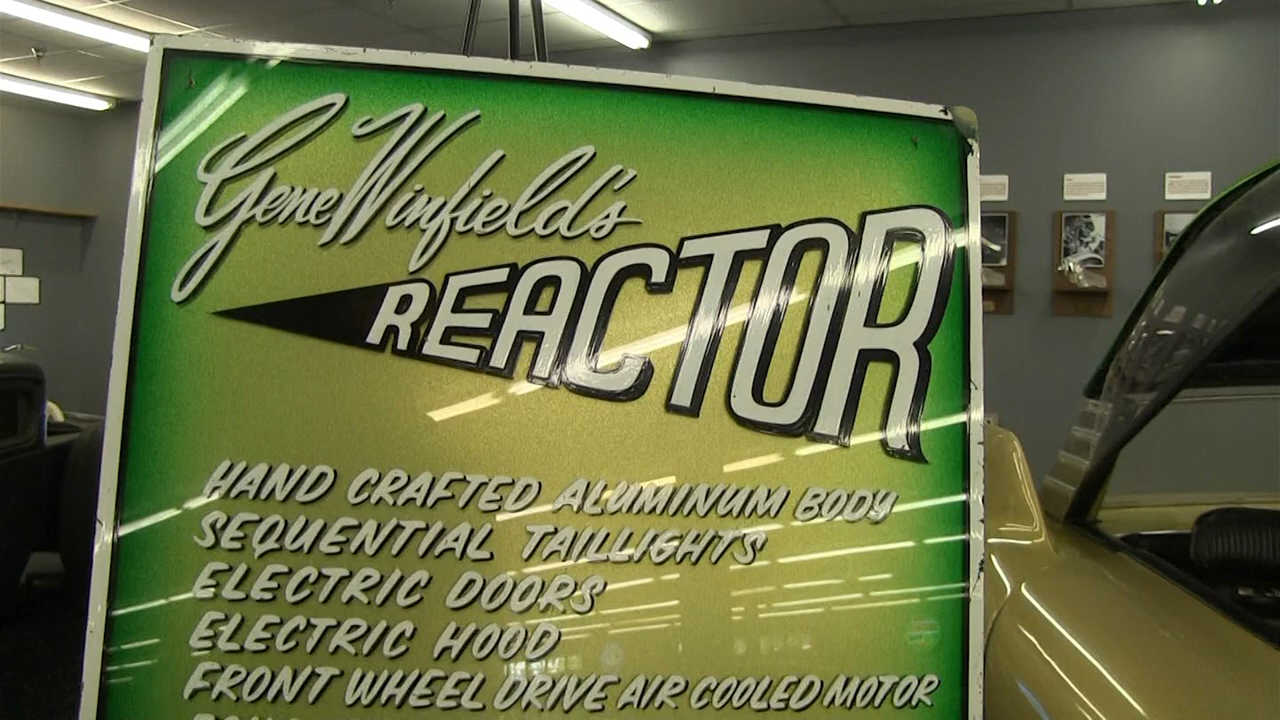 Gene Winfield's
REACTOR
HAND CRAFTED ALUMINUM BODY
SEQUENTIAL TAILLIGHTS
ELECTRIC DOORS
ELECTRIC HOOD
FRONT WHEEL DRIVE AIR COOLED MOTOR